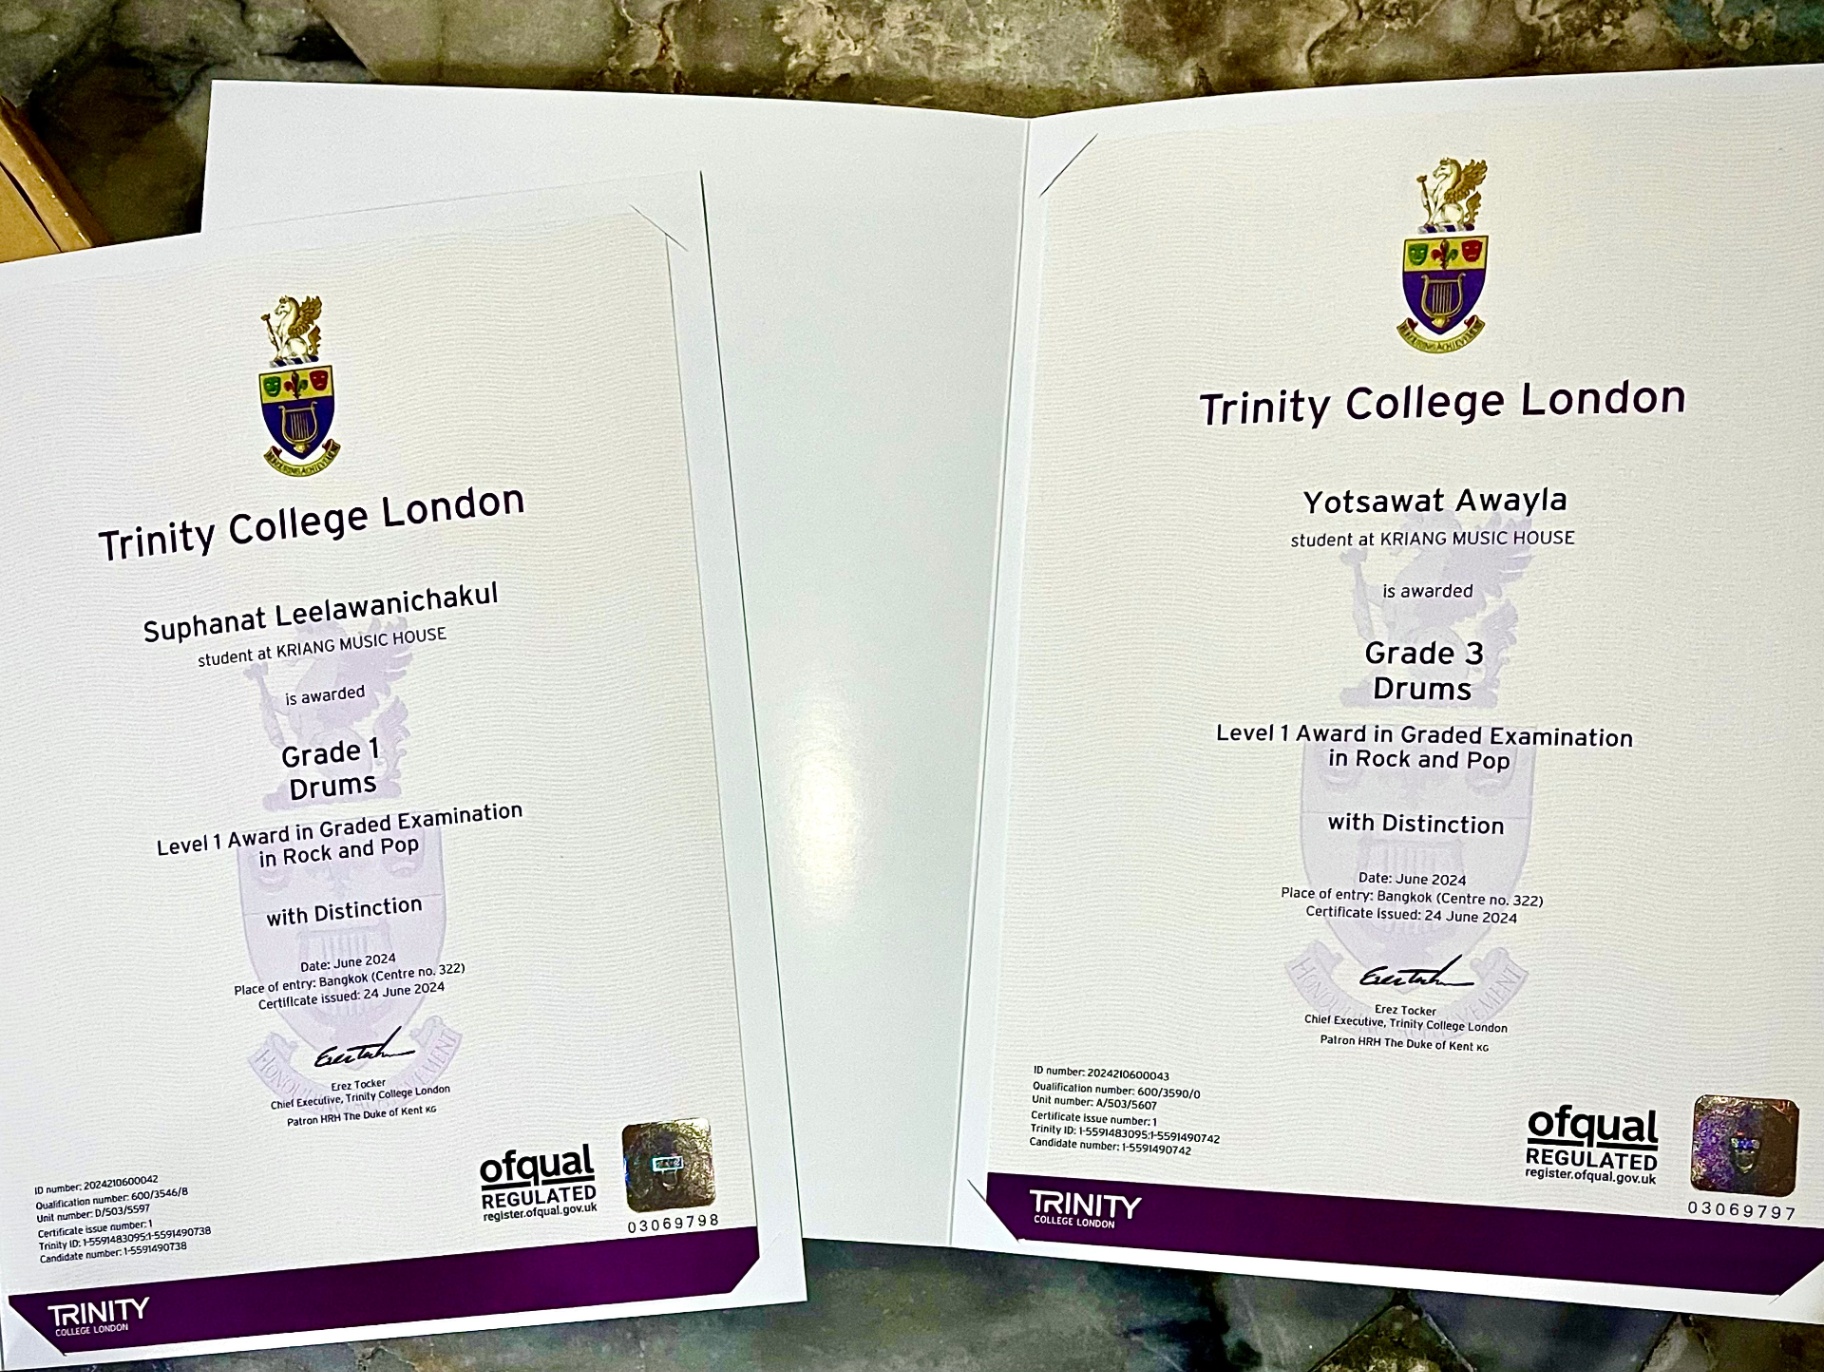 Trinity College London
Suphanat Leelawanichakul
student at KRIANG MUSIC HOUSE
is awarded
Grade 1
Drums
Level 1 Award in Graded Examination
in Rock and Pop
with Distinction
Date: June 2024
Place of entry: Bangkok (Centre no. 322)
Certificate issued: 24 June 2024
Erez Tocker
Chief Executive, Trinity College London
Patron HRH The Duke of Kent KG
ID number: 2024210600042
Qualification number: 600/3546/8
Unit number: D/503/5597
Certificate issue number: 1
Trinity ID: 1-5591483095:1-5591490738
Candidate number: 1-5591490738
ofqual
REGULATED
register.ofqual.gov.uk
03069798
TRINITY
COLLEGE LONDON
Trinity College London
Yotsawat Awayla
student at KRIANG MUSIC HOUSE
is awarded
Grade 3
Drums
Level 1 Award in Graded Examination
in Rock and Pop
with Distinction
Date: June 2024
Place of entry: Bangkok (Centre no. 322)
Certificate issued: 24 June 2024
Erez Tocker
Chief Executive, Trinity College London
Patron HRH The Duke of Kent KG
ID number: 2024210600043
Qualification number: 600/3590/0
Unit number: A/503/5607
Certificate issue number: 1
Trinity ID: 1-5591483095:1-5591490742
Candidate number: 1-5591490742
ofqual
REGULATED
register.ofqual.gov.uk
03069797
TRINITY
COLLEGE LONDON